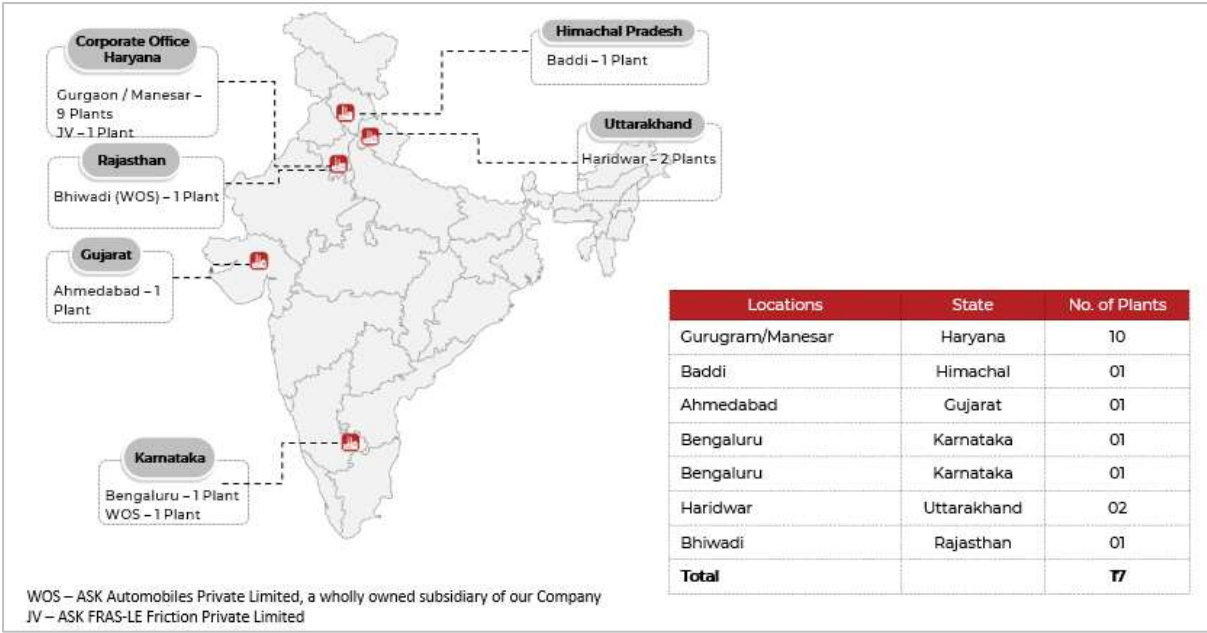 Corporate Office
Haryana
Gurgaon / Manesar –
9 Plants
JV – 1 Plant
Rajasthan
Bhiwadi (WOS) – 1 Plant
Gujarat
Ahmedabad – 1
Plant
Karnataka
Bengaluru – 1 Plant
WOS – 1 Plant
Himachal Pradesh
Baddi – 1 Plant
Uttarakhand
Haridwar – 2 Plants
Locations State No. of Plants
Gurugram/Manesar Haryana 10
Baddi Himachal 01
Ahmedabad Gujarat 01
Bengaluru Karnataka 01
Bengaluru Karnataka 01
Haridwar Uttarakhand 02
Bhiwadi Rajasthan 01
Total 17
WOS – ASK Automobiles Private Limited, a wholly owned subsidiary of our Company
JV – ASK FRAS-LE Friction Private Limited